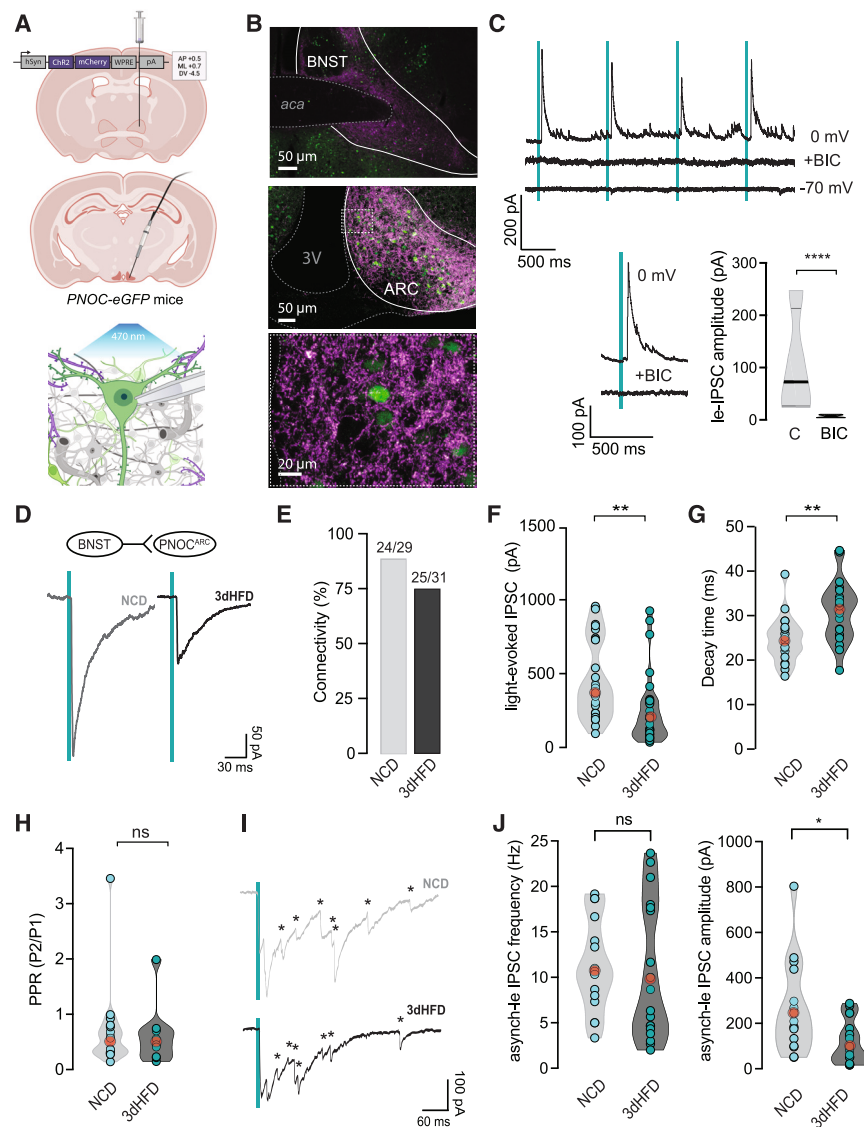 A
hSyn ChR2 mCherry WPRE pA
AP +0.5
ML +0.7
DV -4.5
PNOC-eGFP mice
470 nm
B
BNST
aca
50 µm
3V
ARC
50 µm
20 µm
C
0 mV
+BIC
-70 mV
200 pA
500 ms
0 mV
+BIC
100 pA
500 ms
le-IPSC amplitude (pA)
300
200
100
0
****
C BIC
D
BNST PNOC^ARC
NCD
3dHFD
50 pA
30 ms
E
Connectivity (%)
100
75
50
25
0
24/29
25/31
NCD 3dHFD
F
light-evoked IPSC (pA)
1500
1000
500
0
**
NCD 3dHFD
G
Decay time (ms)
50
40
30
20
10
0
**
NCD 3dHFD
H
PPR (P2/P1)
4
3
2
1
0
ns
NCD 3dHFD
I
NCD
* * * * * * * *
3dHFD
* * * * * * *
100 pA
60 ms
J
asynch-le IPSC frequency (Hz)
25
20
15
10
5
0
ns
NCD 3dHFD
asynch-le IPSC amplitude (pA)
1000
800
600
400
200
0
*
NCD 3dHFD